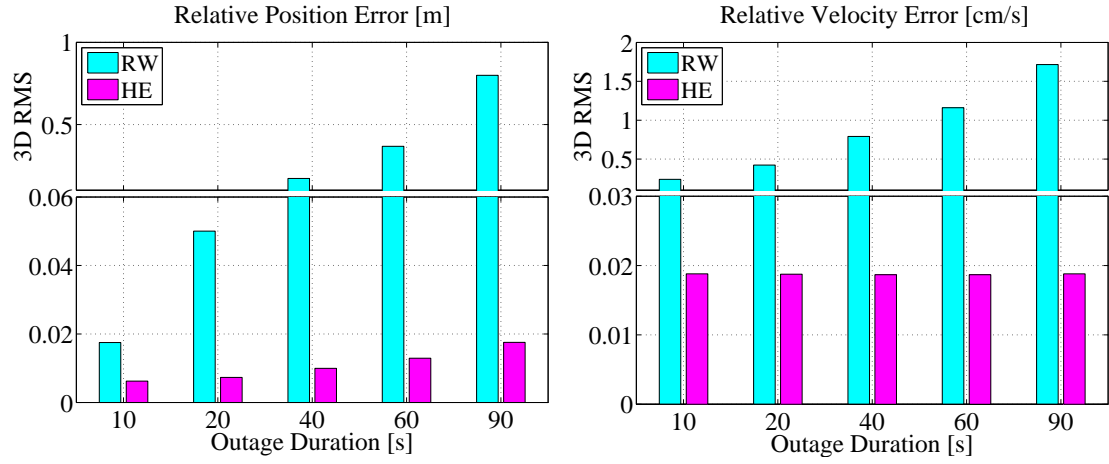 Relative Position Error [m]
1
0.5
3D RMS
RW
HE
0.06
0.04
0.02
0
10 20 40 60 90
Outage Duration [s]
Relative Velocity Error [cm/s]
2
1.5
1
0.5
3D RMS
RW
HE
0.03
0.02
0.01
0
10 20 40 60 90
Outage Duration [s]